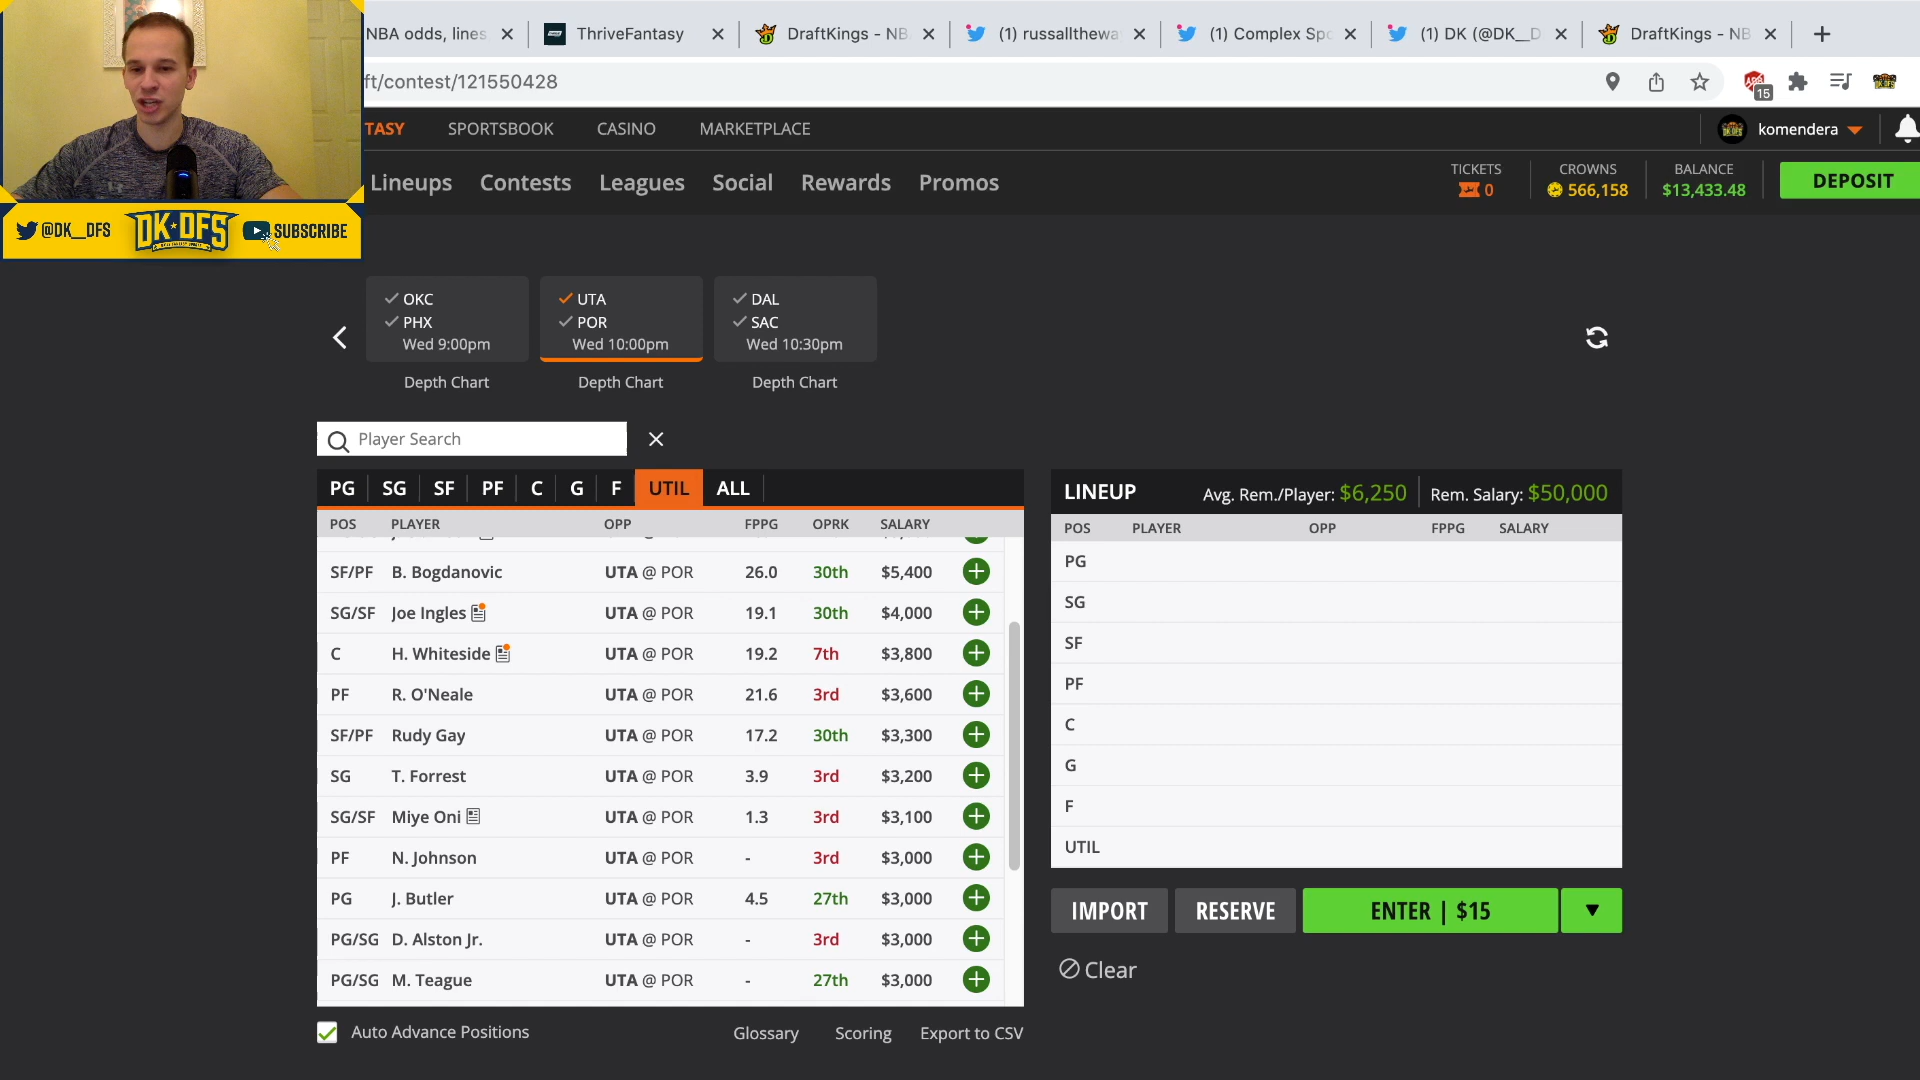 NBA odds, lines
ThriveFantasy
DraftKings - NB
(1) russallthewa
(1) Complex Spo
(1) DK (@DK__D
DraftKings - NB
ft/contest/121550428
15
TASY
SPORTSBOOK
CASINO
MARKETPLACE
komendera
Lineups
Contests
Leagues
Social
Rewards
Promos
TICKETS
0
CROWNS
566,158
BALANCE
$13,433.48
DEPOSIT
@DK__DFS
DK DFS
SUBSCRIBE
OKC
PHX
Wed 9:00pm
Depth Chart
UTA
POR
Wed 10:00pm
Depth Chart
DAL
SAC
Wed 10:30pm
Depth Chart
Player Search
PG SG SF PF C G F UTIL ALL
POS PLAYER OPP FPPG OPRK SALARY
SF/PF B. Bogdanovic UTA @ POR 26.0 30th $5,400
SG/SF Joe Ingles UTA @ POR 19.1 30th $4,000
C H. Whiteside UTA @ POR 19.2 7th $3,800
PF R. O'Neale UTA @ POR 21.6 3rd $3,600
SF/PF Rudy Gay UTA @ POR 17.2 30th $3,300
SG T. Forrest UTA @ POR 3.9 3rd $3,200
SG/SF Miye Oni UTA @ POR 1.3 3rd $3,100
PF N. Johnson UTA @ POR - 3rd $3,000
PG J. Butler UTA @ POR 4.5 27th $3,000
PG/SG D. Alston Jr. UTA @ POR - 3rd $3,000
PG/SG M. Teague UTA @ POR - 27th $3,000
Auto Advance Positions
Glossary
Scoring
Export to CSV
LINEUP
Avg. Rem./Player: $6,250
Rem. Salary: $50,000
POS PLAYER OPP FPPG SALARY
PG
SG
SF
PF
C
G
F
UTIL
IMPORT
RESERVE
ENTER | $15
Clear